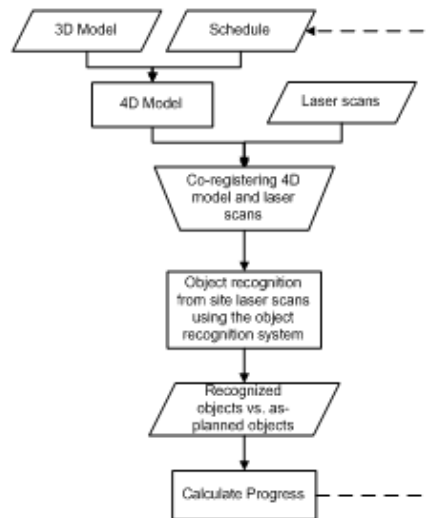 3D Model
Schedule
4D Model
Laser scans
Co-registering 4D
model and laser
scans
Object recognition
from site laser scans
using the object
recognition system
Recognized
objects vs. as-
planned objects
Calculate Progress